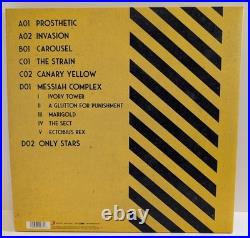 A01 PROSTHETIC
A02 INVASION
B01 CAROUSEL
C01 THE STRAIN
C02 CANARY YELLOW
D01 MESSIAH COMPLEX
I IVORY TOWER
II A GLUTTON FOR PUNISHMENT
III MARIGOLD
IV THE SECT
V ECTOBIUS REX
D02 ONLY STARS